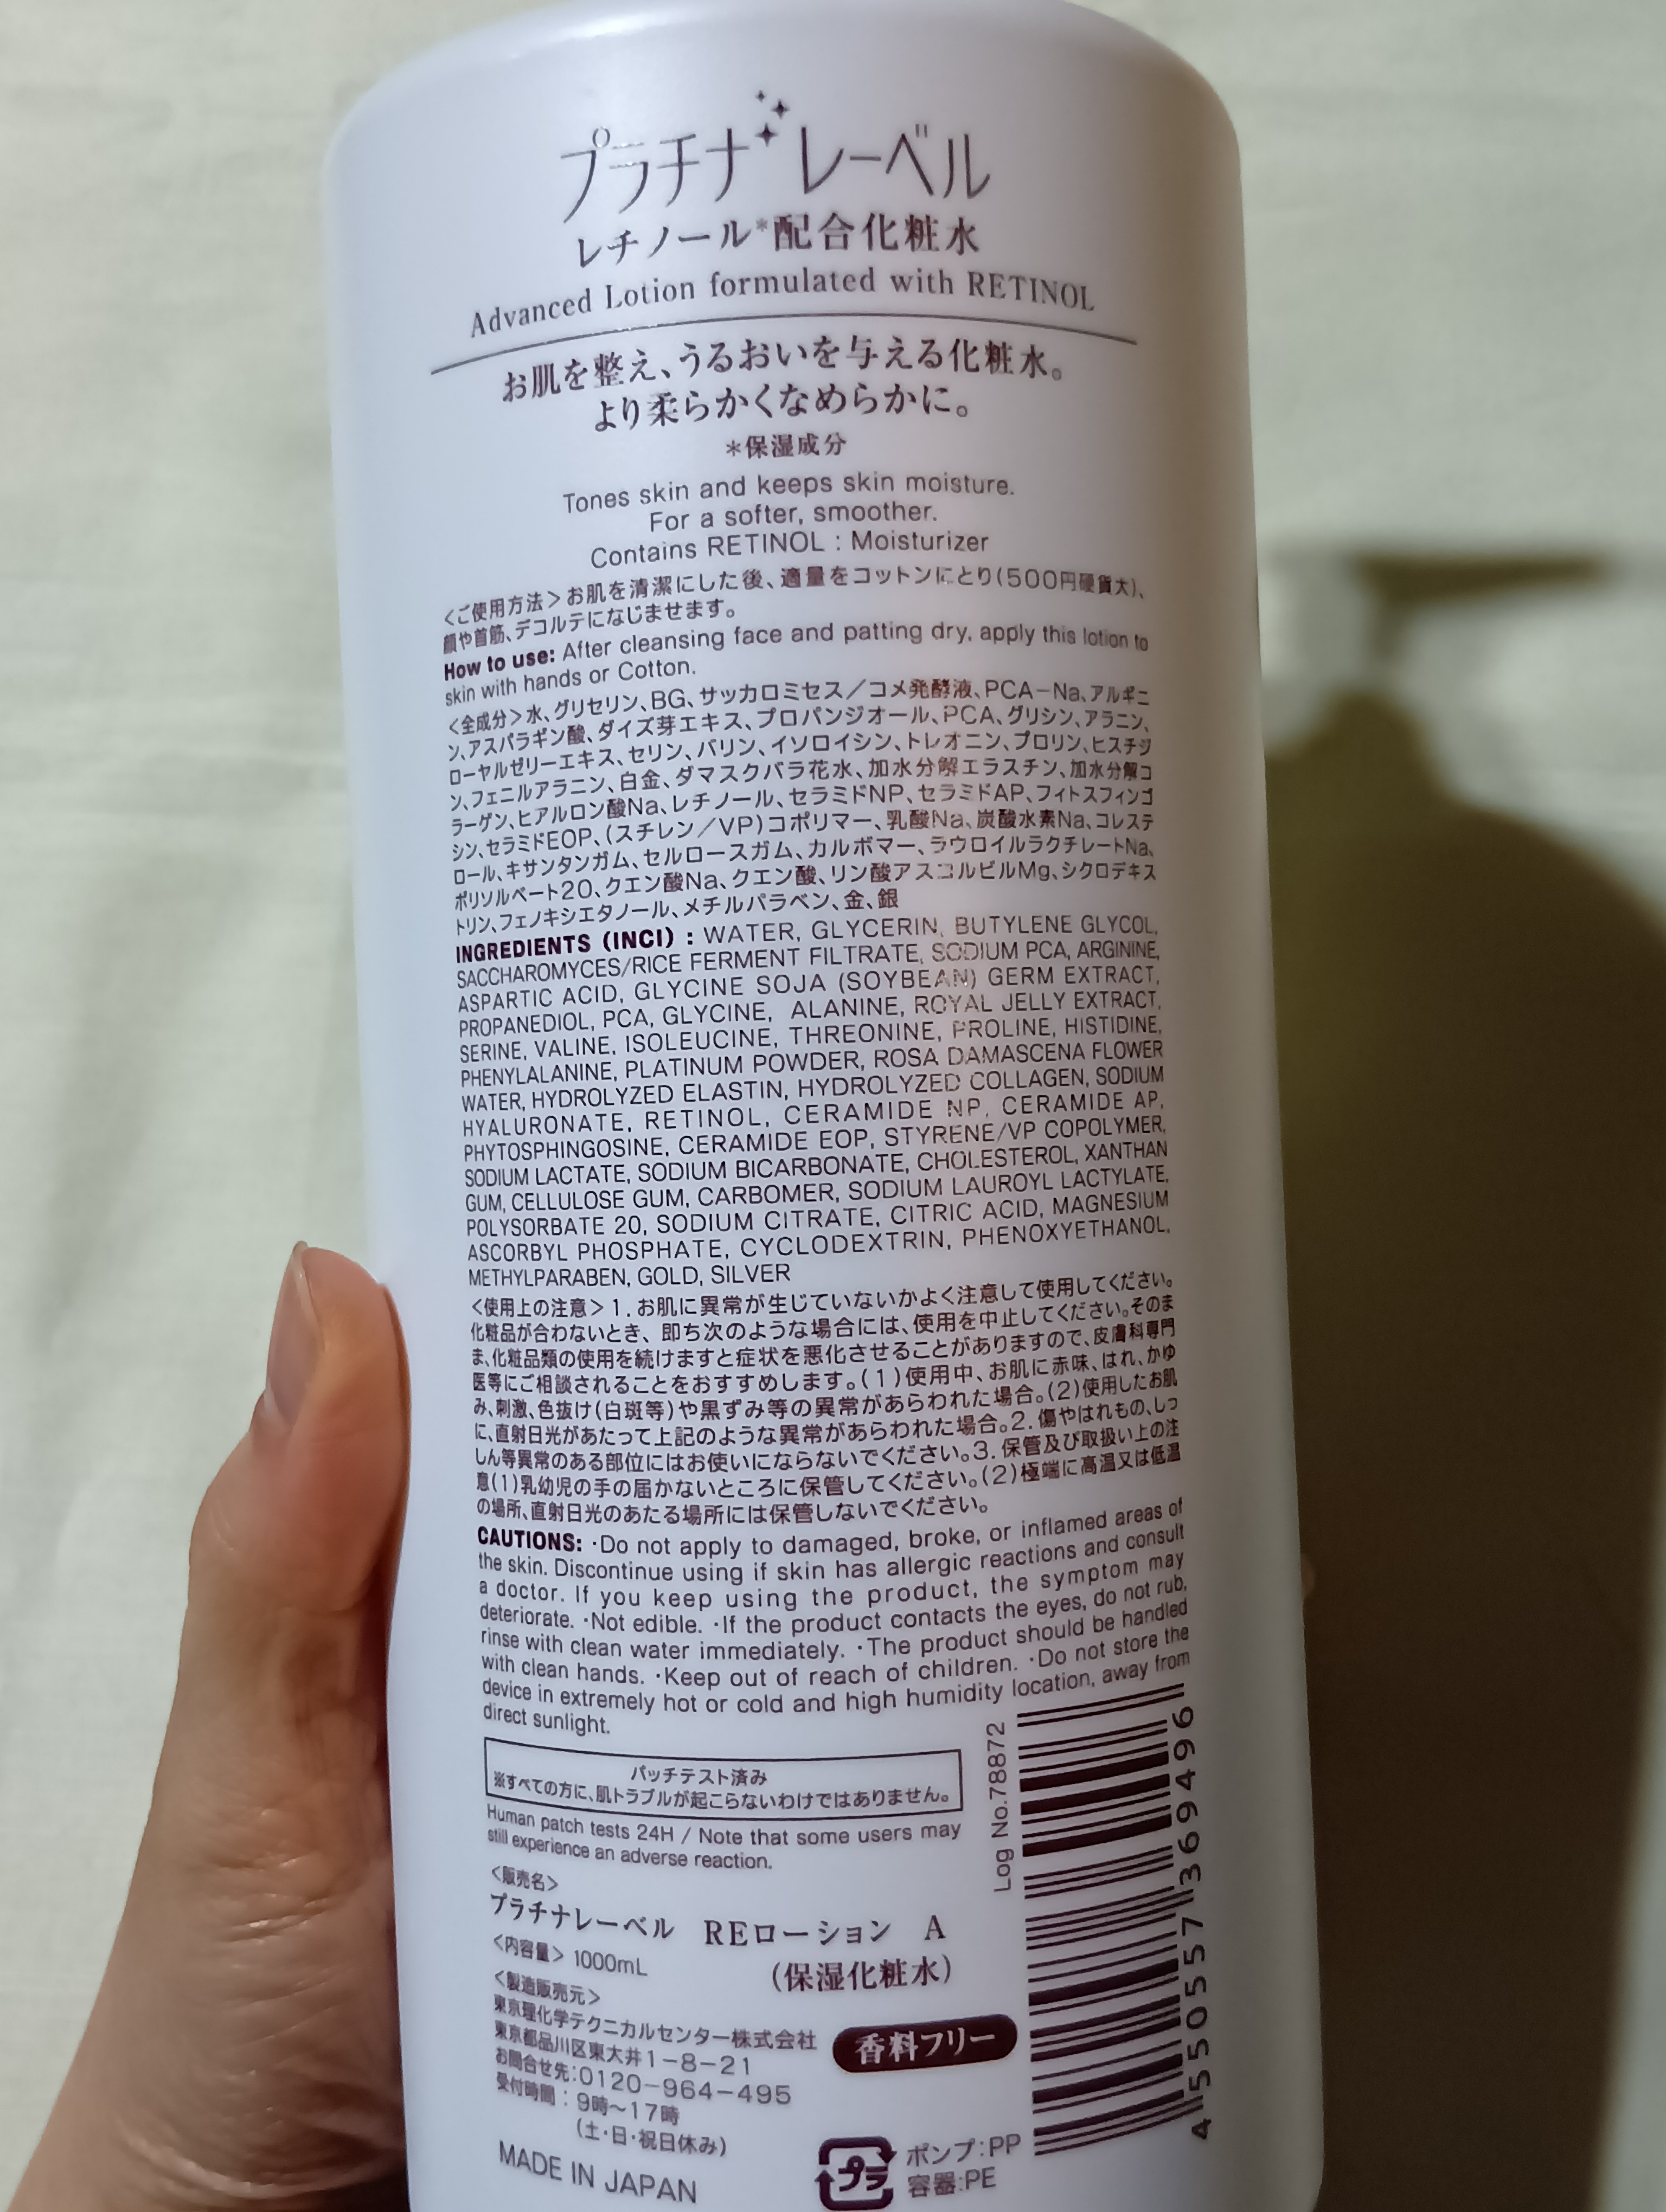 プラチナレーベル
レチノール*配合化粧水
Advanced Lotion formulated with RETINOL
お肌を整え、うるおいを与える化粧水。
より柔らかくなめらかに。
*保湿成分
Tones skin and keeps skin moisture.
For a softer, smoother.
Contains RETINOL : Moisturizer
<ご使用方法>お肌を清潔にした後、適量をコットンにとり(500円硬貨大)、
顔や首筋、デコルテになじませます。
How to use: After cleansing face and patting dry, apply this lotion to
skin with hands or Cotton.
<全成分>水、グリセリン、BG、サッカロミセス/コメ発酵液、PCA-Na、アルギニ
ン、アスパラギン酸、ダイズ芽エキス、プロパンジオール、PCA、グリシン、アラニン、
ローヤルゼリーエキス、セリン、バリン、イソロイシン、トレオニン、プロリン、ヒスチジ
ン、フェニルアラニン、白金、ダマスクバラ花水、加水分解エラスチン、加水分解コ
ラーゲン、ヒアルロン酸Na、レチノール、セラミドNP、セラミドAP、フィトスフィンゴ
シン、セラミドEOP、(スチレン/VP)コポリマー、乳酸Na、炭酸水素Na、コレステ
ロール、キサンタンガム、セルロースガム、カルボマー、ラウロイルラクチレートNa、
ポリソルベート20、クエン酸Na、クエン酸、リン酸アスコルビルMg、シクロデキス
トリン、フェノキシエタノール、メチルパラベン、金、銀
INGREDIENTS (INCI) : WATER, GLYCERIN, BUTYLENE GLYCOL,
SACCHAROMYCES/RICE FERMENT FILTRATE, SODIUM PCA, ARGININE,
ASPARTIC ACID, GLYCINE SOJA (SOYBEAN) GERM EXTRACT,
PROPANEDIOL, PCA, GLYCINE, ALANINE, ROYAL JELLY EXTRACT,
SERINE, VALINE, ISOLEUCINE, THREONINE, PROLINE, HISTIDINE,
PHENYLALANINE, PLATINUM POWDER, ROSA DAMASCENA FLOWER
WATER, HYDROLYZED ELASTIN, HYDROLYZED COLLAGEN, SODIUM
HYALURONATE, RETINOL, CERAMIDE NP, CERAMIDE AP,
PHYTOSPHINGOSINE, CERAMIDE EOP, STYRENE/VP COPOLYMER,
SODIUM LACTATE, SODIUM BICARBONATE, CHOLESTEROL, XANTHAN
GUM, CELLULOSE GUM, CARBOMER, SODIUM LAUROYL LACTYLATE,
POLYSORBATE 20, SODIUM CITRATE, CITRIC ACID, MAGNESIUM
ASCORBYL PHOSPHATE, CYCLODEXTRIN, PHENOXYETHANOL,
METHYLPARABEN, GOLD, SILVER
<使用上の注意>1.お肌に異常が生じていないかよく注意して使用してください。
化粧品が合わないとき、即ち次のような場合には、使用を中止してください。そのま
ま、化粧品類の使用を続けますと症状を悪化させることがありますので、皮膚科専門
医等にご相談されることをおすすめします。(1)使用中、お肌に赤味、はれ、かゆ
み、刺激、色抜け(白斑等)や黒ずみ等の異常があらわれた場合。(2)使用したお肌
に、直射日光があたって上記のような異常があらわれた場合。2.傷やはれもの、しっ
しん等異常のある部位にはお使いにならないでください。3.保管及び取扱い上の注
意(1)乳幼児の手の届かないところに保管してください。(2)極端に高温又は低温
の場所、直射日光のあたる場所には保管しないでください。
CAUTIONS: ·Do not apply to damaged, broke, or inflamed areas of
the skin. Discontinue using if skin has allergic reactions and consult
a doctor. If you keep using the product, the symptom may
deteriorate. ·Not edible. ·If the product contacts the eyes, do not rub,
rinse with clean water immediately. ·The product should be handled
with clean hands. ·Keep out of reach of children. ·Do not store the
device in extremely hot or cold and high humidity location, away from
direct sunlight.
パッチテスト済み
※すべての方に、肌トラブルが起こらないわけではありません。
Human patch tests 24H / Note that some users may
still experience an adverse reaction.
Log No.78872
4550557369496
<販売名>
プラチナレーベル REローション A
(保湿化粧水)
<内容量> 1000mL
<製造販売元>
東京理化学テクニカルセンター株式会社
東京都品川区東大井1-8-21
お問合せ先:0120-964-495
受付時間:9時~17時
(土・日・祝日休み)
香料フリー
MADE IN JAPAN
プラ
ポンプ:PP
容器:PE